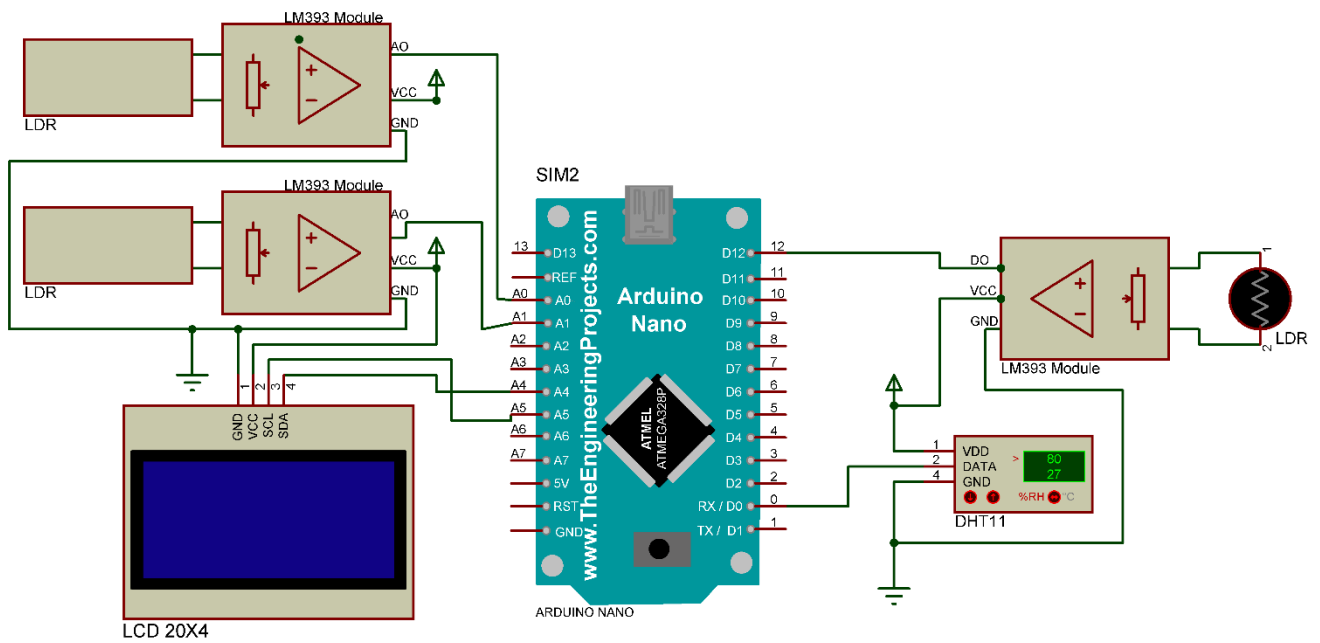 LM393 Module
AO
VCC
GND
LDR
LM393 Module
AO
VCC
GND
LDR
1
2
3
4
GND
VCC
SCL
SDA
LCD 20X4
SIM2
13
D13
REF
A0
A0
A1
A1
A2
A2
A3
A3
A4
A4
A5
A5
A6
A6
A7
A7
5V
RST
GND
www.TheEngineeringProjects.com
Arduino
Nano
ATMEL
ATMEGA328P
D12
12
D11
11
D10
10
D9
9
D8
8
D7
7
D6
6
D5
5
D4
4
D3
3
D2
2
RX / D0
0
TX / D1
1
ARDUINO NANO
DO
VCC
GND
LM393 Module
1
2
LDR
1
VDD
2
DATA
4
GND
>
80
27
%RH
°C
DHT11